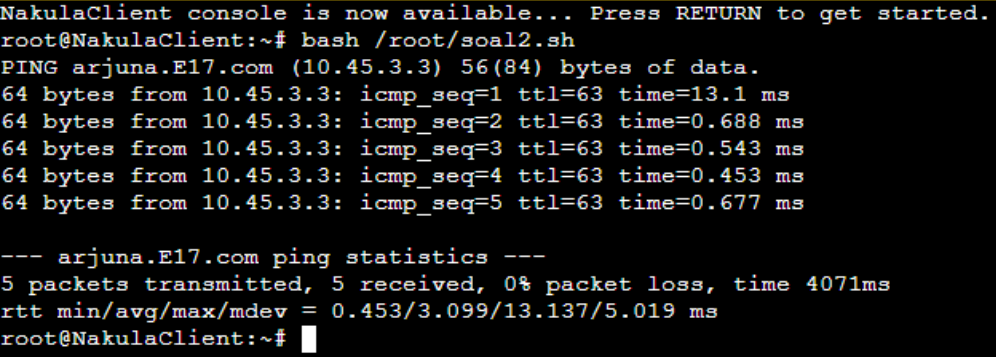 NakulaClient console is now available... Press RETURN to get started.
root@NakulaClient:~# bash /root/soal2.sh
PING arjuna.E17.com (10.45.3.3) 56(84) bytes of data.
64 bytes from 10.45.3.3: icmp_seq=1 ttl=63 time=13.1 ms
64 bytes from 10.45.3.3: icmp_seq=2 ttl=63 time=0.688 ms
64 bytes from 10.45.3.3: icmp_seq=3 ttl=63 time=0.543 ms
64 bytes from 10.45.3.3: icmp_seq=4 ttl=63 time=0.453 ms
64 bytes from 10.45.3.3: icmp_seq=5 ttl=63 time=0.677 ms

--- arjuna.E17.com ping statistics ---
5 packets transmitted, 5 received, 0% packet loss, time 4071ms
rtt min/avg/max/mdev = 0.453/3.099/13.137/5.019 ms
root@NakulaClient:~#